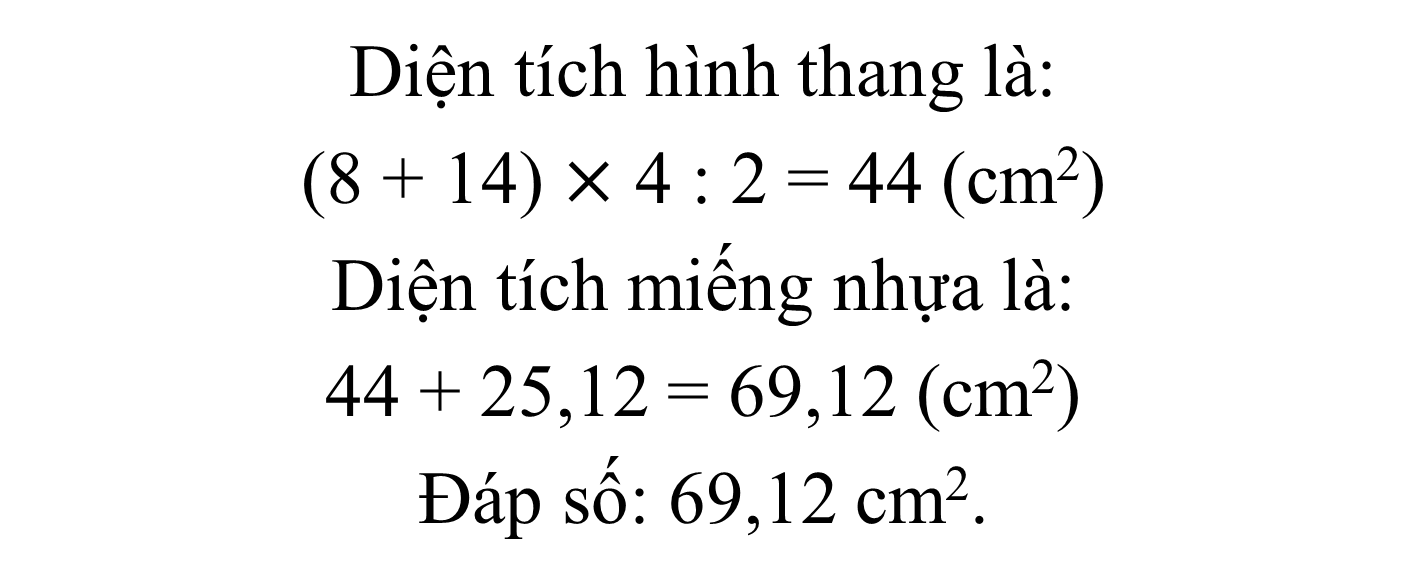 Diện tích hình thang là:
(8 + 14) × 4 : 2 = 44 (cm²)
Diện tích miếng nhựa là:
44 + 25,12 = 69,12 (cm²)
Đáp số: 69,12 cm².